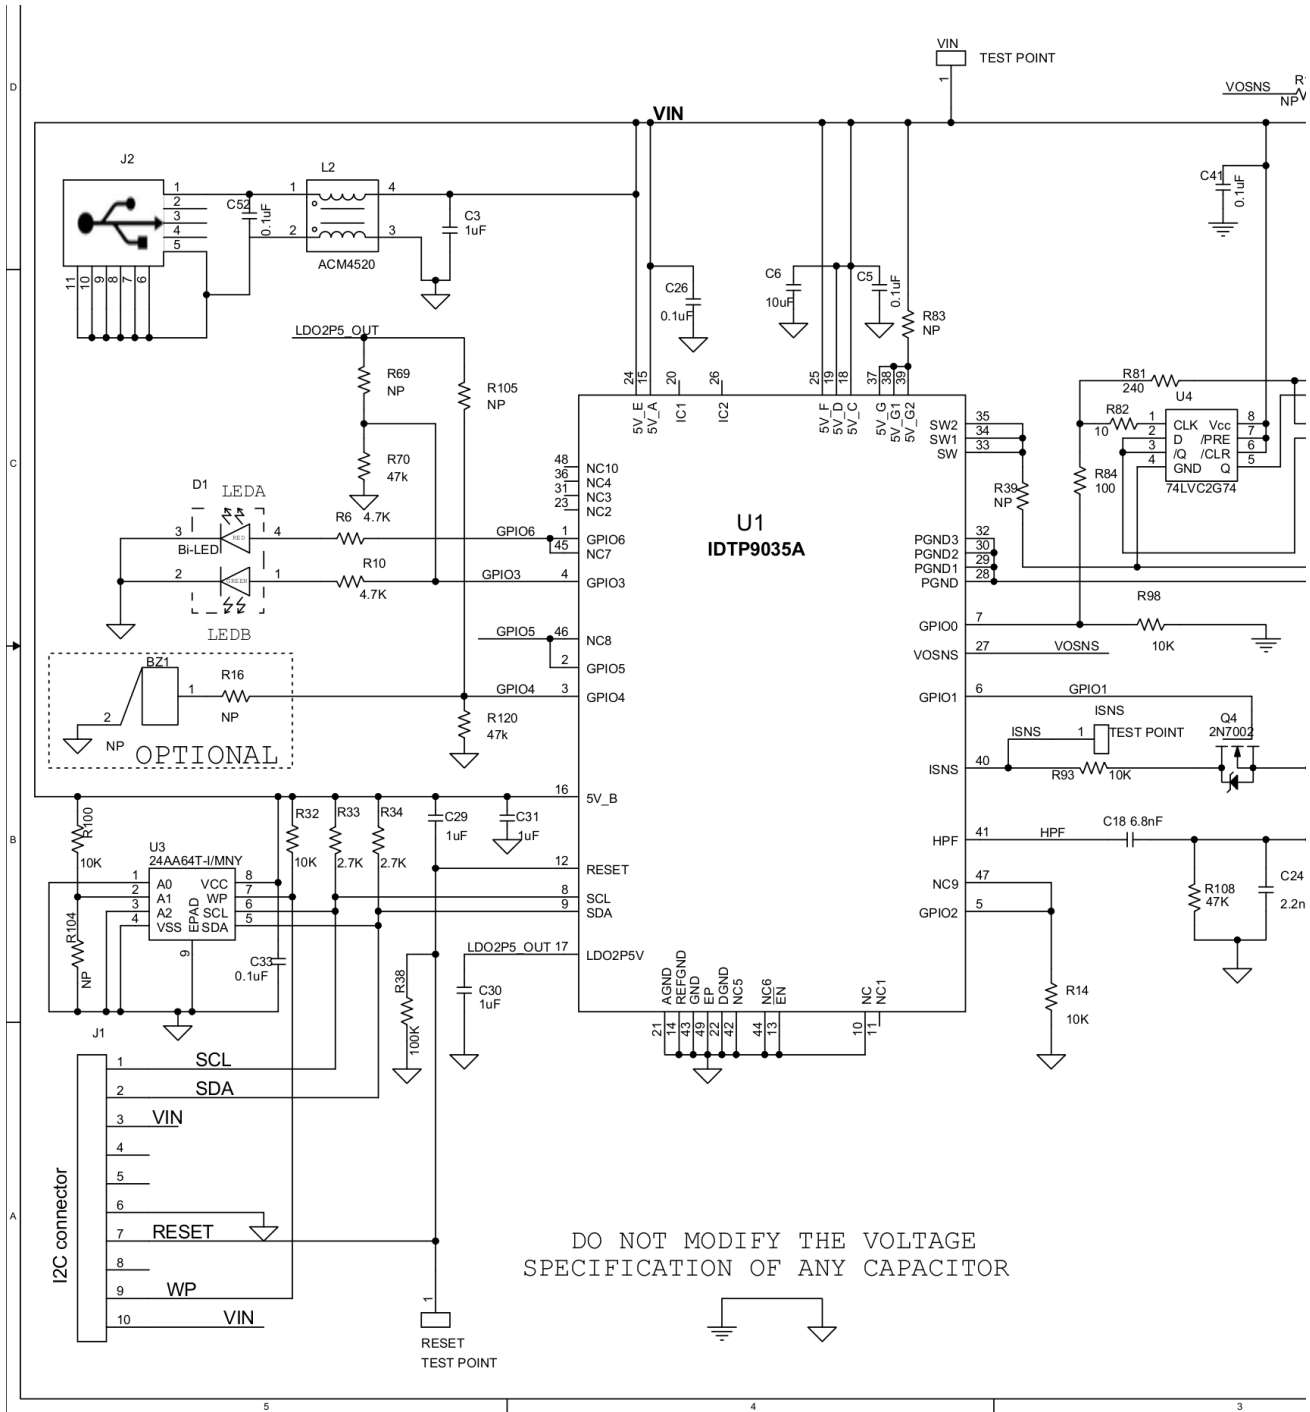 VIN
TEST POINT
1
D
VOSNS
R1
NP
VIN
J2
L2
1
2
3
4
5
C52
0.1uF
1
2
4
3
C3
1uF
C41
0.1uF
11
10
9
8
7
6
ACM4520
C26
0.1uF
C6
10uF
C5
0.1uF
R83
NP
LDO2P5_OUT
R69
NP
R105
NP
24
15
20
26
25
19
18
37
38
39
5V_E
5V_A
IC1
IC2
5V_F
5V_D
5V_C
5V_G
5V_G1
5V_G2
R81
240
U4
R82
10
1
2
3
4
CLK
D
/Q
GND
Vcc
/PRE
/CLR
Q
8
7
6
5
74LVC2G74
SW2
SW1
SW
35
34
33
C
R70
47k
48
36
31
23
NC10
NC4
NC3
NC2
R84
100
R39
NP
D1
LEDA
U1
IDTP9035A
R6 4.7K
3
Bi-LED
RED
4
GPIO6
1
45
GPIO6
NC7
PGND3
PGND2
PGND1
PGND
32
30
29
28
R10
4.7K
2
GREEN
1
GPIO3
4
GPIO3
LEDB
R98
10K
GPIO0
7
GPIO5
46
2
NC8
GPIO5
VOSNS
27
VOSNS
BZ1
1
R16
NP
2
NP
OPTIONAL
GPIO4
3
GPIO4
R120
47k
GPIO1
6
GPIO1
ISNS
ISNS
1
TEST POINT
Q4
2N7002
ISNS
40
R93
10K
16
5V_B
B
R100
10K
R32
10K
R33
2.7K
R34
2.7K
C29
1uF
C31
1uF
HPF
41
HPF
C18 6.8nF
U3
24AA64T-I/MNY
1
2
3
4
A0
A1
A2
VSS
EPAD
VCC
WP
SCL
SDA
8
7
6
5
9
12
RESET
8
9
SCL
SDA
NC9
47
GPIO2
5
R108
47K
C24
2.2n
R104
NP
C33
0.1uF
LDO2P5_OUT 17
LDO2P5V
R38
100K
C30
1uF
AGND
REFGND
GND
EP
DGND
NC5
NC6
EN
NC
NC1
21
14
43
49
22
42
44
13
10
11
R14
10K
J1
1
SCL
2
SDA
3
VIN
4
5
6
7
RESET
8
9
WP
10
VIN
I2C connector
A
DO NOT MODIFY THE VOLTAGE
SPECIFICATION OF ANY CAPACITOR
1
RESET
TEST POINT
5
4
3